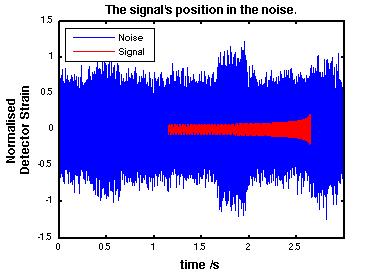 The signal's position in the noise.
1.5
Noise
Signal
1
0.5
0
-0.5
-1
-1.5
Normalised
Detector Strain
0 0.5 1 1.5 2 2.5
time /s